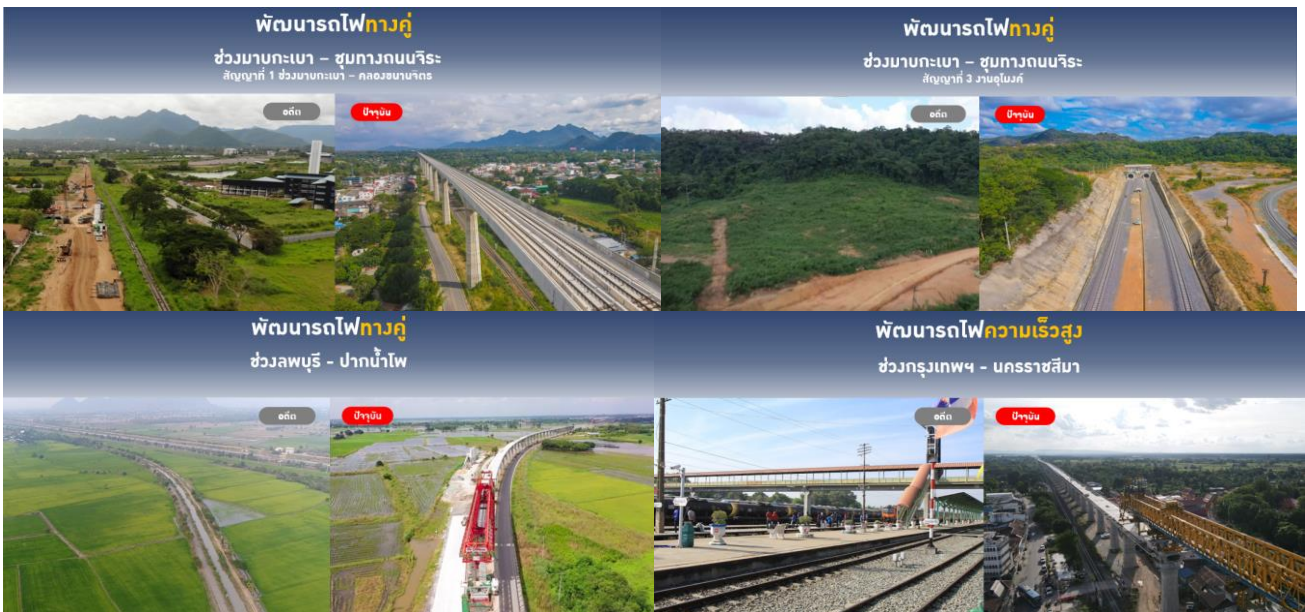 พัฒนารถไฟทางคู่
ช่วงมาบกะเบา – ชุมทางถนนจิระ
สัญญาที่ 1 ช่วงมาบกะเบา – คลองขนานจิตร
อดีต
ปัจจุบัน
พัฒนารถไฟทางคู่
ช่วงมาบกะเบา – ชุมทางถนนจิระ
สัญญาที่ 3 งานอุโมงค์
อดีต
ปัจจุบัน
พัฒนารถไฟทางคู่
ช่วงลพบุรี - ปากน้ำโพ
อดีต
ปัจจุบัน
พัฒนารถไฟความเร็วสูง
ช่วงกรุงเทพฯ - นครราชสีมา
อดีต
ปัจจุบัน